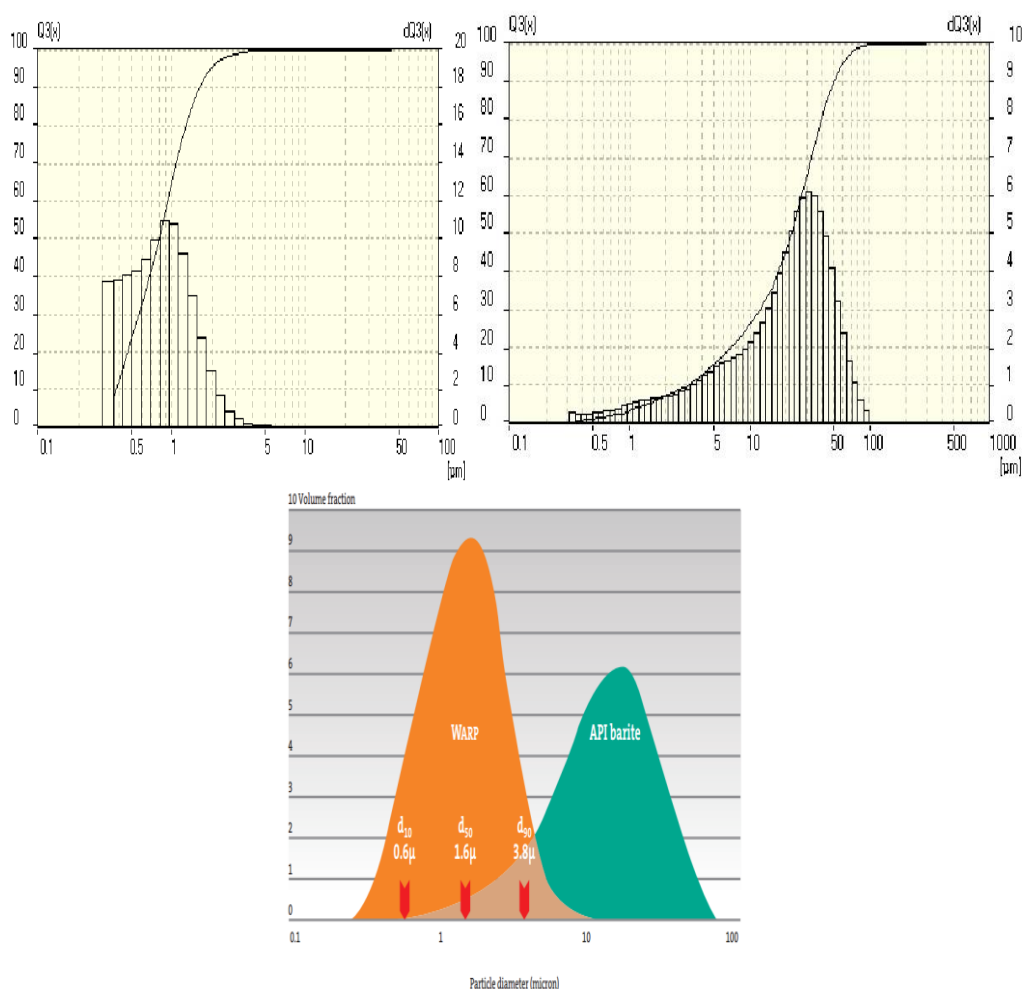 Q3(x) dQ3(x)
100 20
90 18
80 16
70 14
60 12
50 10
40 8
30 6
20 4
10 2
0 0
0.1 0.5 1 5 10 50 100
[µm]
Q3(x) dQ3(x)
100 10
90 9
80 8
70 7
60 6
50 5
40 4
30 3
20 2
10 1
0 0
0.1 0.5 1 5 10 50 100 500 1000
[µm]
10 Volume fraction
9
8
7
6
5
4
3
2
1
0
WARP API barite
d10 d50 d90
0.6µ 1.6µ 3.8µ
0.1 1 10 100
Particle diameter (micron)